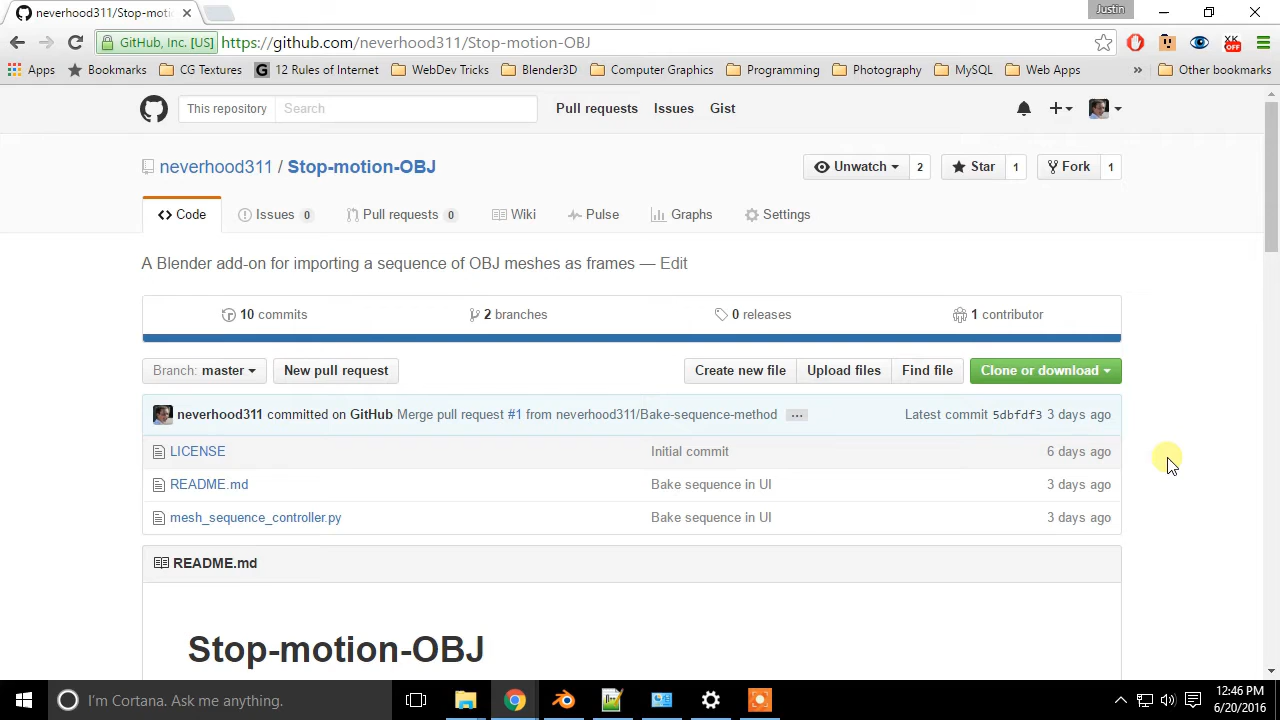 neverhood311/Stop-moti
Justin
GitHub, Inc. [US] https://github.com/neverhood311/Stop-motion-OBJ
XK OFF
Apps Bookmarks CG Textures G 12 Rules of Internet WebDev Tricks Blender3D Computer Graphics Programming Photography MySQL Web Apps » Other bookmarks
This repository Search Pull requests Issues Gist
neverhood311 / Stop-motion-OBJ Unwatch 2 Star 1 Fork 1
Code Issues 0 Pull requests 0 Wiki Pulse Graphs Settings
A Blender add-on for importing a sequence of OBJ meshes as frames — Edit
10 commits 2 branches 0 releases 1 contributor
Branch: master New pull request Create new file Upload files Find file Clone or download
neverhood311 committed on GitHub Merge pull request #1 from neverhood311/Bake-sequence-method … Latest commit 5dbfdf3 3 days ago
LICENSE Initial commit 6 days ago
README.md Bake sequence in UI 3 days ago
mesh_sequence_controller.py Bake sequence in UI 3 days ago
README.md
Stop-motion-OBJ
I'm Cortana. Ask me anything. 12:46 PM
6/20/2016